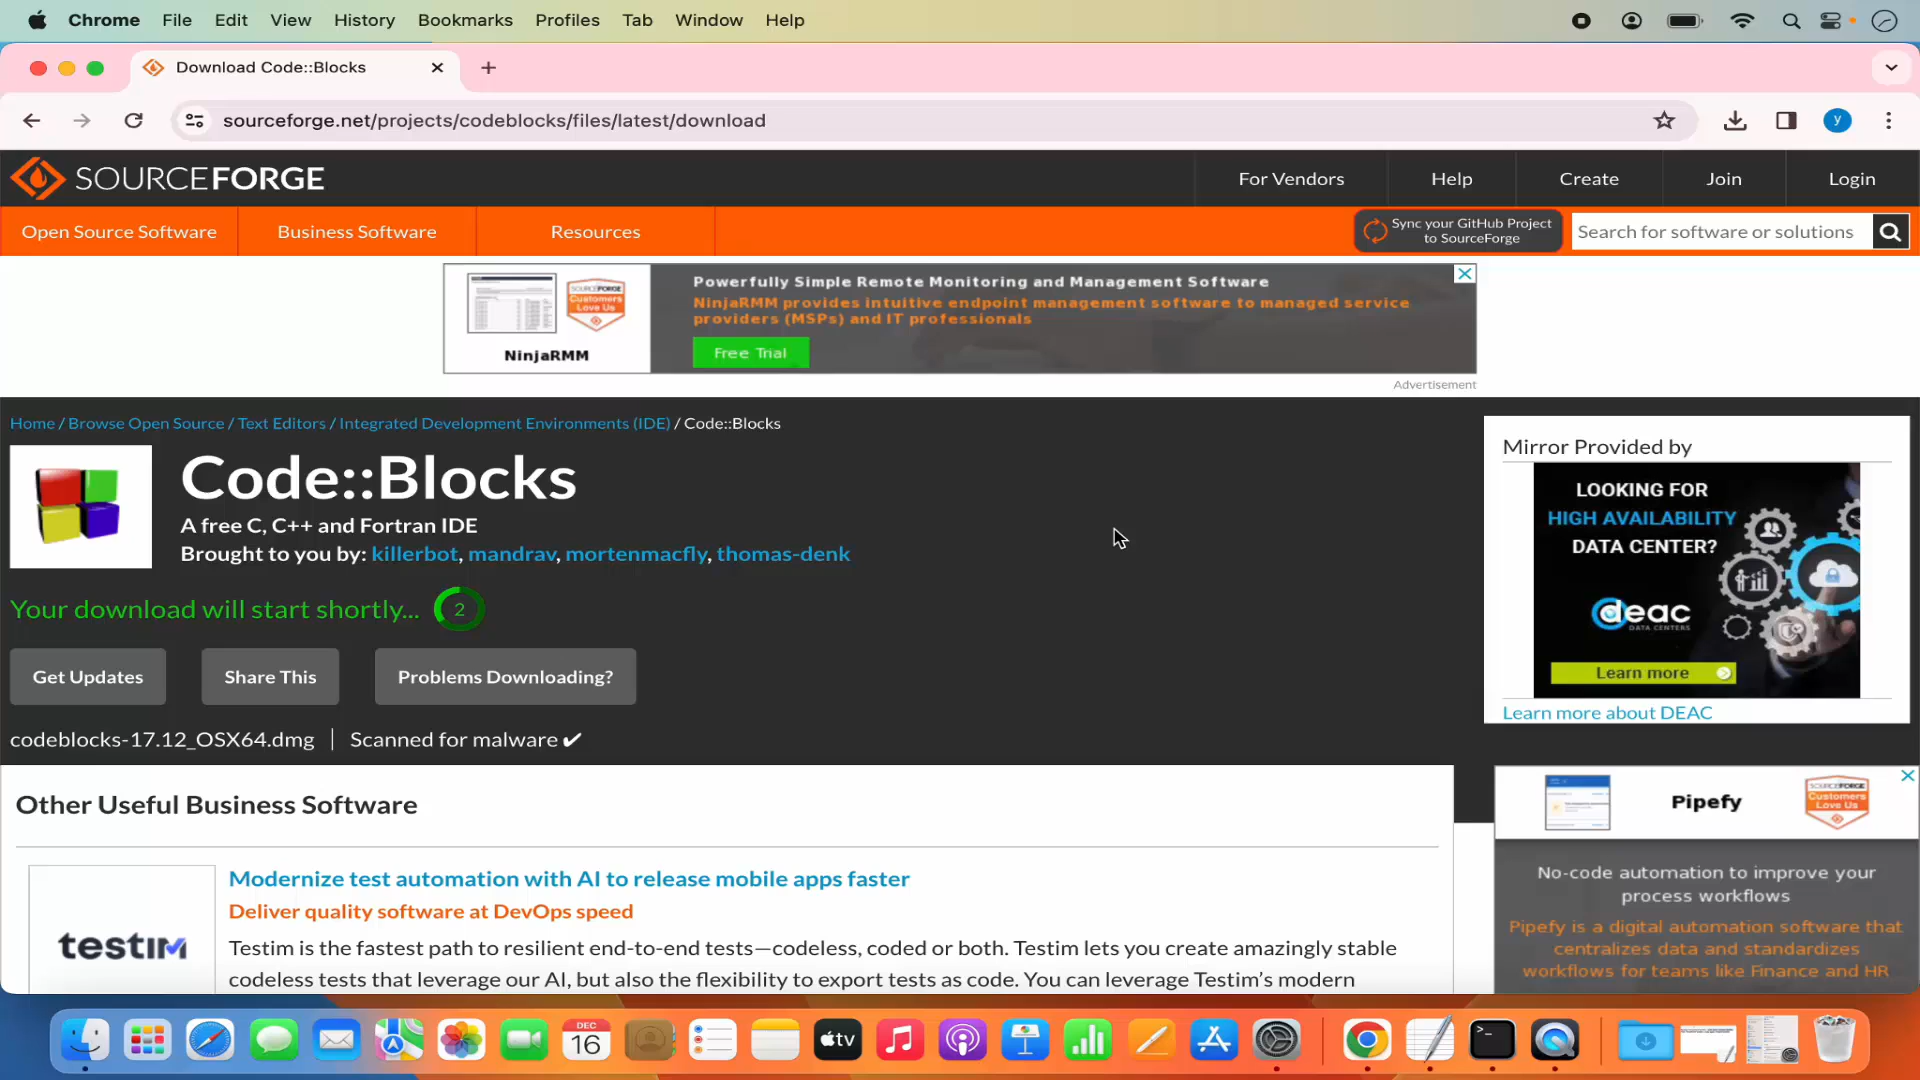 Chrome File Edit View History Bookmarks Profiles Tab Window Help
Download Code::Blocks
sourceforge.net/projects/codeblocks/files/latest/download
y
SOURCEFORGE
For Vendors Help Create Join Login
Open Source Software Business Software Resources
Sync your GitHub Project
to SourceForge
Search for software or solutions
SOURCEFORGE
Customers
Love Us
NinjaRMM
Powerfully Simple Remote Monitoring and Management Software
NinjaRMM provides intuitive endpoint management software to managed service
providers (MSPs) and IT professionals
Free Trial
Advertisement
Home / Browse Open Source / Text Editors / Integrated Development Environments (IDE) / Code::Blocks
Code::Blocks
A free C, C++ and Fortran IDE
Brought to you by: killerbot, mandrav, mortenmacfly, thomas-denk
Your download will start shortly... 2
Get Updates Share This Problems Downloading?
codeblocks-17.12_OSX64.dmg | Scanned for malware ✔
Mirror Provided by
LOOKING FOR
HIGH AVAILABILITY
DATA CENTER?
deac
DATA CENTERS
Learn more
Learn more about DEAC
Other Useful Business Software
testim
Modernize test automation with AI to release mobile apps faster
Deliver quality software at DevOps speed
Testim is the fastest path to resilient end-to-end tests—codeless, coded or both. Testim lets you create amazingly stable
codeless tests that leverage our AI, but also the flexibility to export tests as code. You can leverage Testim's modern
Pipefy
SOURCEFORGE
Customers
Love Us
No-code automation to improve your
process workflows
Pipefy is a digital automation software that
centralizes data and standardizes
workflows for teams like Finance and HR
DEC
16
tv